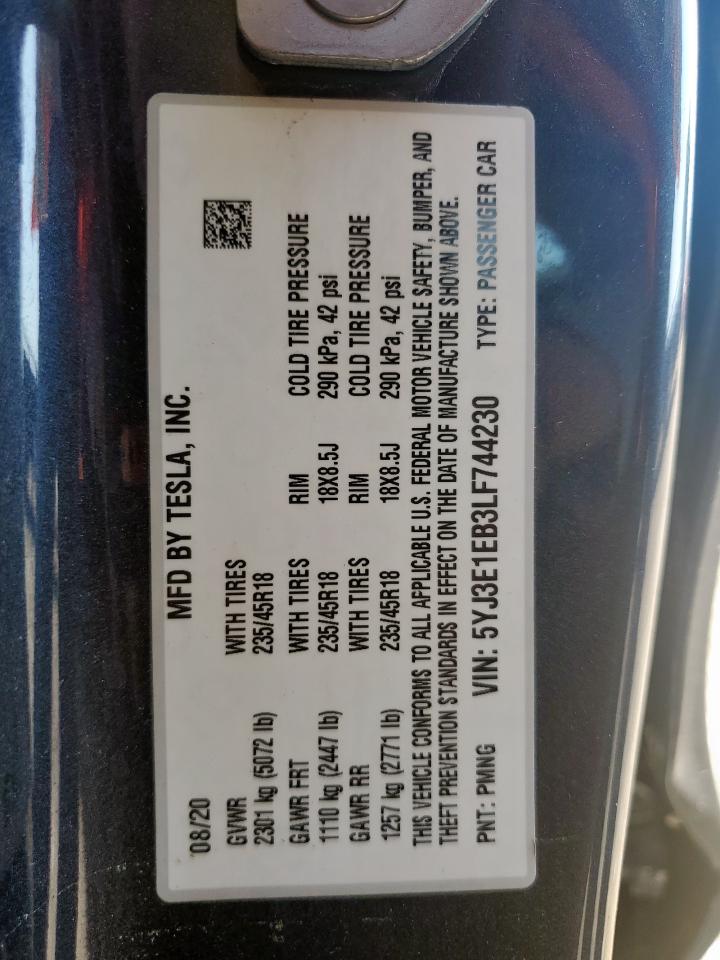 MFD BY TESLA, INC.
08/20
GVWR WITH TIRES
2301 kg (5072 lb) 235/45R18
GAWR FRT WITH TIRES RIM COLD TIRE PRESSURE
1110 kg (2447 lb) 235/45R18 18X8.5J 290 kPa, 42 psi
GAWR RR WITH TIRES RIM COLD TIRE PRESSURE
1257 kg (2771 lb) 235/45R18 18X8.5J 290 kPa, 42 psi
THIS VEHICLE CONFORMS TO ALL APPLICABLE U.S. FEDERAL MOTOR VEHICLE SAFETY, BUMPER, AND
THEFT PREVENTION STANDARDS IN EFFECT ON THE DATE OF MANUFACTURE SHOWN ABOVE.
PNT: PMNG VIN: 5YJ3E1EB3LF744230 TYPE: PASSENGER CAR